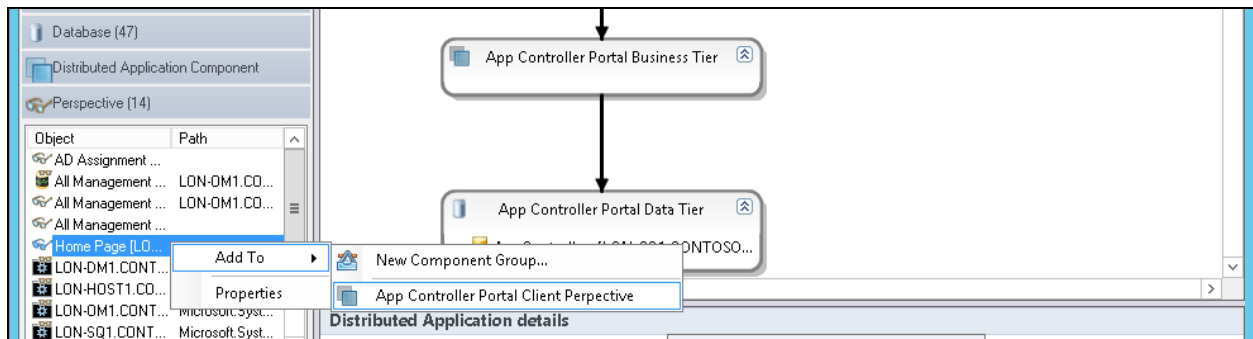 Database (47)
Distributed Application Component
Perspective (14)
Object Path
AD Assignment ...
All Management ... LON-OM1.CO...
All Management ... LON-OM1.CO...
All Management ...
Home Page [LO...
LON-DM1.CONT...
LON-HOST1.CO...
LON-OM1.CONT... Microsoft.Syst...
LON-SQ1.CONT... Microsoft.Syst...
Add To
Properties
New Component Group...
App Controller Portal Client Perpective
App Controller Portal Business Tier
App Controller Portal Data Tier
Distributed Application details